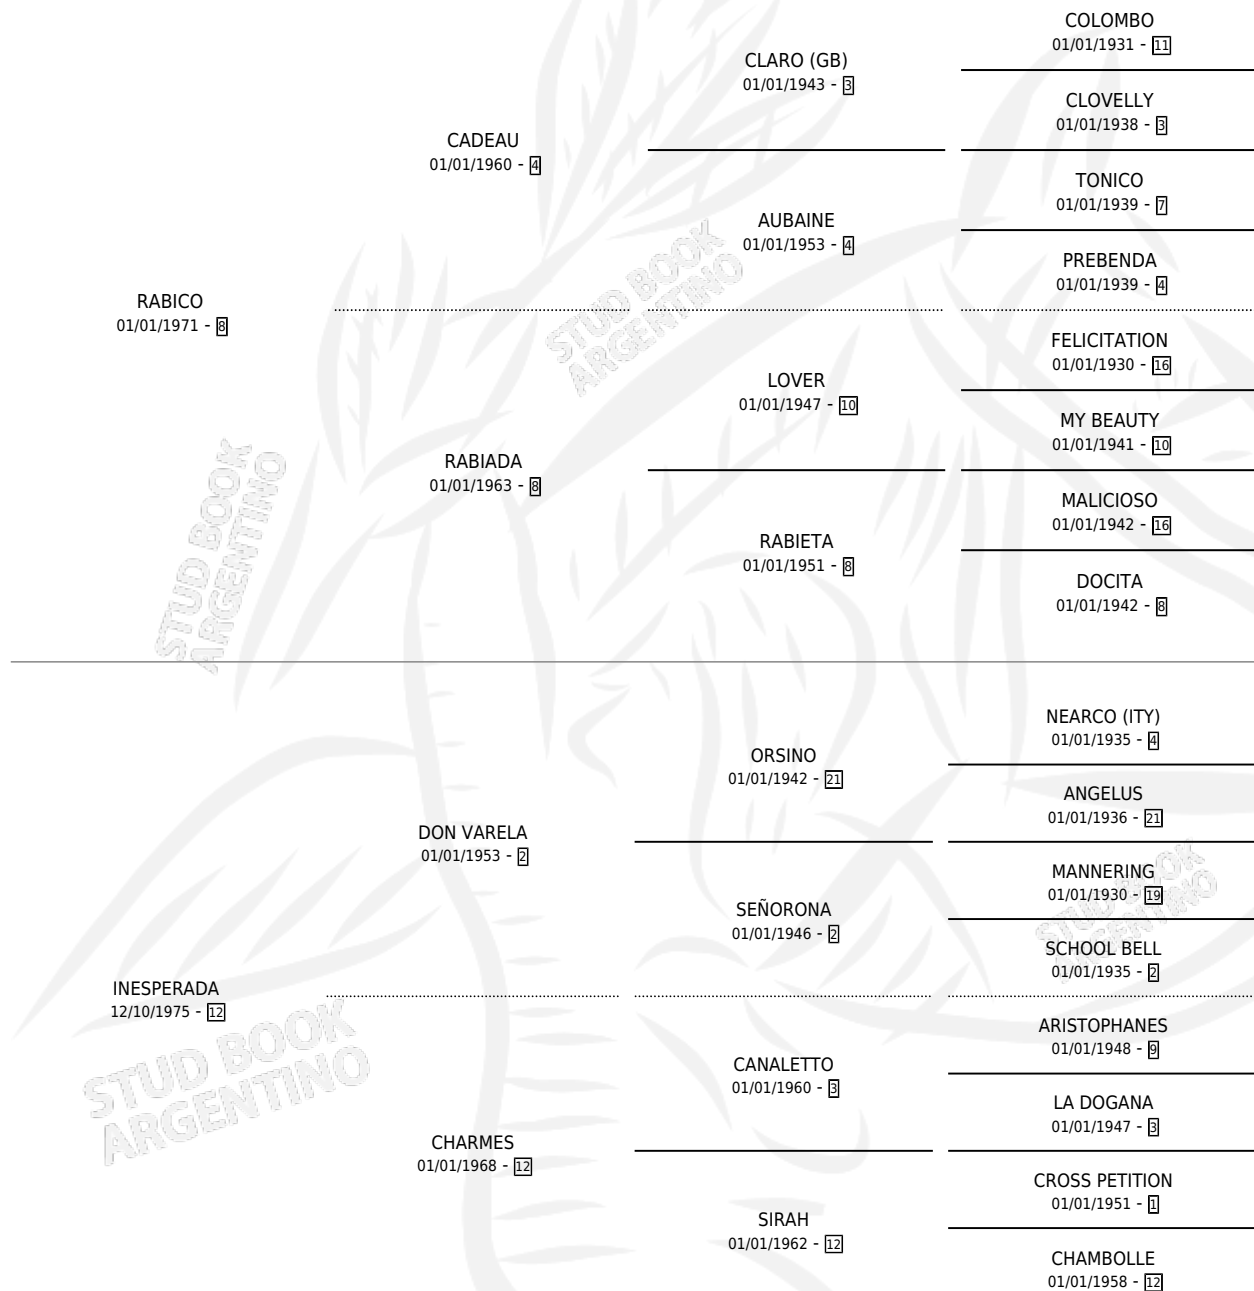 COLOMBO
01/01/1931 - 11
CLARO (GB)
01/01/1943 - 3
CLOVELLY
01/01/1938 - 3
CADEAU
01/01/1960 - 4
TONICO
01/01/1939 - 7
AUBAINE
01/01/1953 - 4
PREBENDA
01/01/1939 - 4
RABICO
01/01/1971 - 8
FELICITATION
01/01/1930 - 16
LOVER
01/01/1947 - 10
MY BEAUTY
01/01/1941 - 10
RABIADA
01/01/1963 - 8
MALICIOSO
01/01/1942 - 16
RABIETA
01/01/1951 - 8
DOCITA
01/01/1942 - 8
NEARCO (ITY)
01/01/1935 - 4
ORSINO
01/01/1942 - 21
ANGELUS
01/01/1936 - 21
DON VARELA
01/01/1953 - 2
MANNERING
01/01/1930 - 19
SEÑORONA
01/01/1946 - 2
SCHOOL BELL
01/01/1935 - 2
INESPERADA
12/10/1975 - 12
ARISTOPHANES
01/01/1948 - 9
CANALETTO
01/01/1960 - 3
LA DOGANA
01/01/1947 - 3
CHARMES
01/01/1968 - 12
CROSS PETITION
01/01/1951 - 1
SIRAH
01/01/1962 - 12
CHAMBOLLE
01/01/1958 - 12
STUD BOOK
ARGENTINO
STUD BOOK
ARGENTINO
STUD BOOK
ARGENTINO
STUD BOOK
ARGENTINO